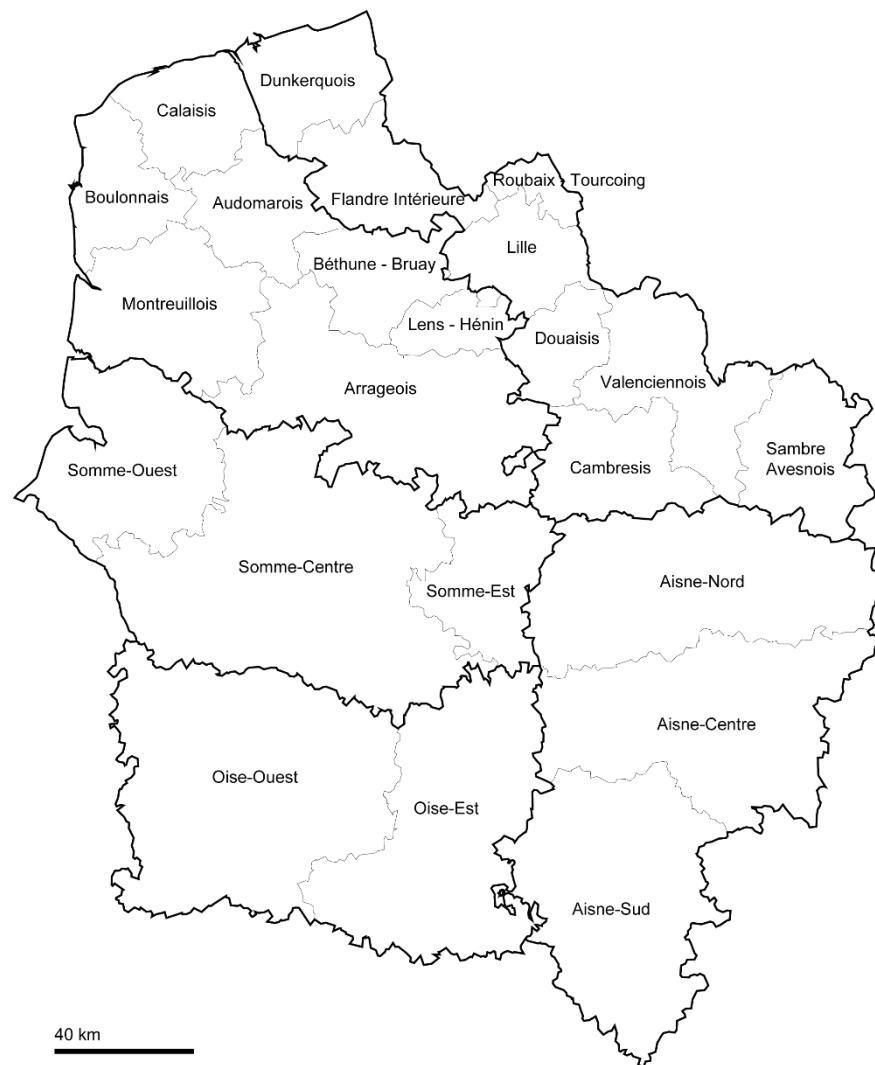 Dunkerquois
Calaisis
Roubaix - Tourcoing
Boulonnais
Audomarois
Flandre Intérieure
Lille
Béthune - Bruay
Montreuillois
Lens - Hénin
Douaisis
Arrageois
Valenciennois
Somme-Ouest
Cambresis
Sambre
Avesnois
Somme-Centre
Somme-Est
Aisne-Nord
Aisne-Centre
Oise-Ouest
Oise-Est
Aisne-Sud
40 km